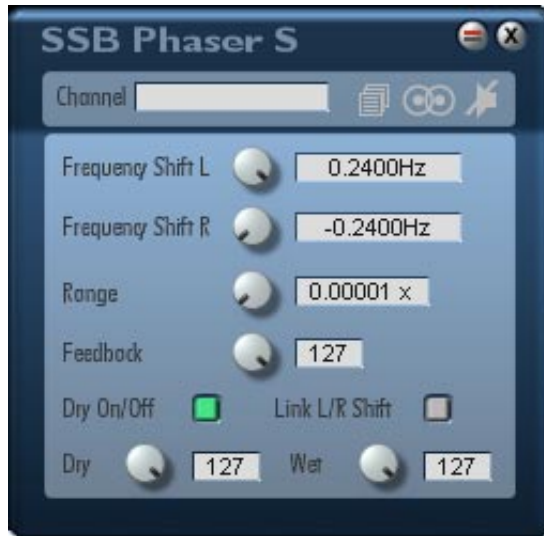 SSB Phaser S
Channel
Frequency Shift L 0.2400Hz
Frequency Shift R -0.2400Hz
Range 0.00001 x
Feedback 127
Dry On/Off Link L/R Shift
Dry 127 Wet 127